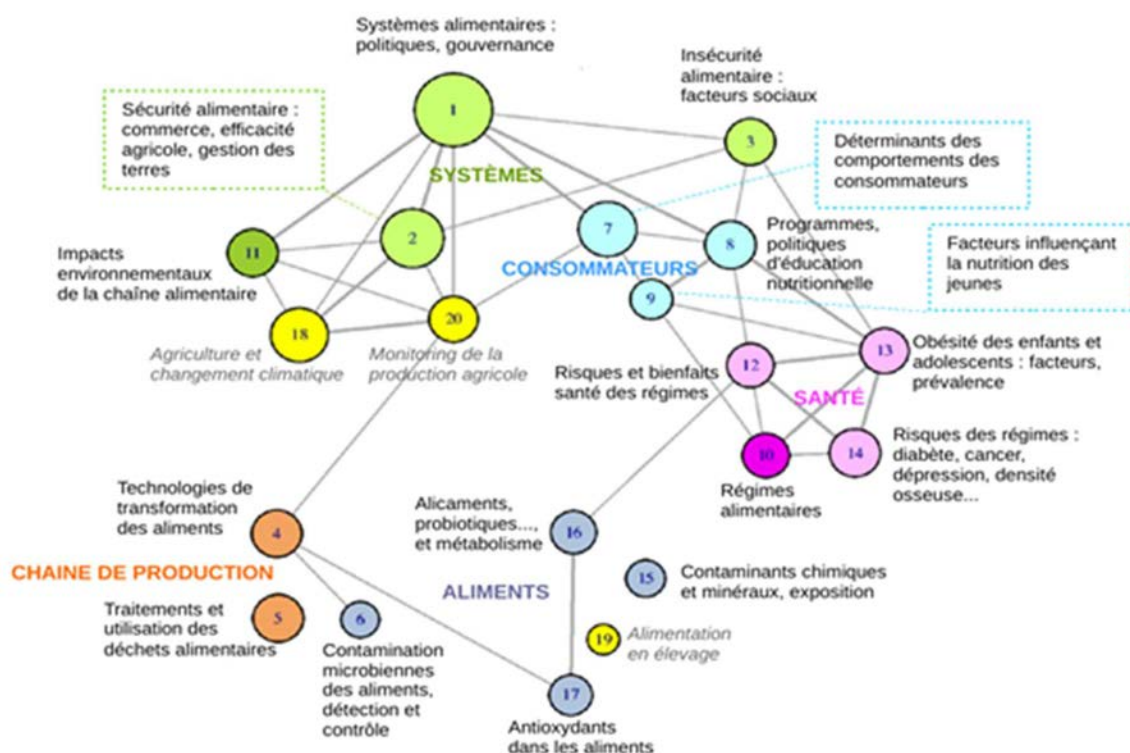 Systèmes alimentaires :
politiques, gouvernance
1
Insécurité
alimentaire :
facteurs sociaux
3
Sécurité alimentaire :
commerce, efficacité
agricole, gestion des
terres
SYSTÈMES
Déterminants des
comportements des
consommateurs
2
7
8
Programmes,
politiques
d'éducation
nutritionnelle
Facteurs influençant
la nutrition des
jeunes
11
Impacts
environnementaux
de la chaîne alimentaire
CONSOMMATEURS
9
18
20
Agriculture et
changement climatique
Monitoring de la
production agricole
12
13
Risques et bienfaits
santé des régimes
Obésité des enfants et
adolescents : facteurs,
prévalence
SANTÉ
10
14
Régimes
alimentaires
Risques des régimes :
diabète, cancer,
dépression, densité
osseuse...
Technologies de
transformation
des aliments
4
Alicaments,
probiotiques...,
et métabolisme
16
CHAINE DE PRODUCTION
ALIMENTS
15
Contaminants chimiques
et minéraux, exposition
Traitements et
utilisation des
déchets alimentaires
5
6
Contamination
microbiennes
des aliments,
détection et
contrôle
19
Alimentation
en élevage
17
Antioxydants
dans les aliments